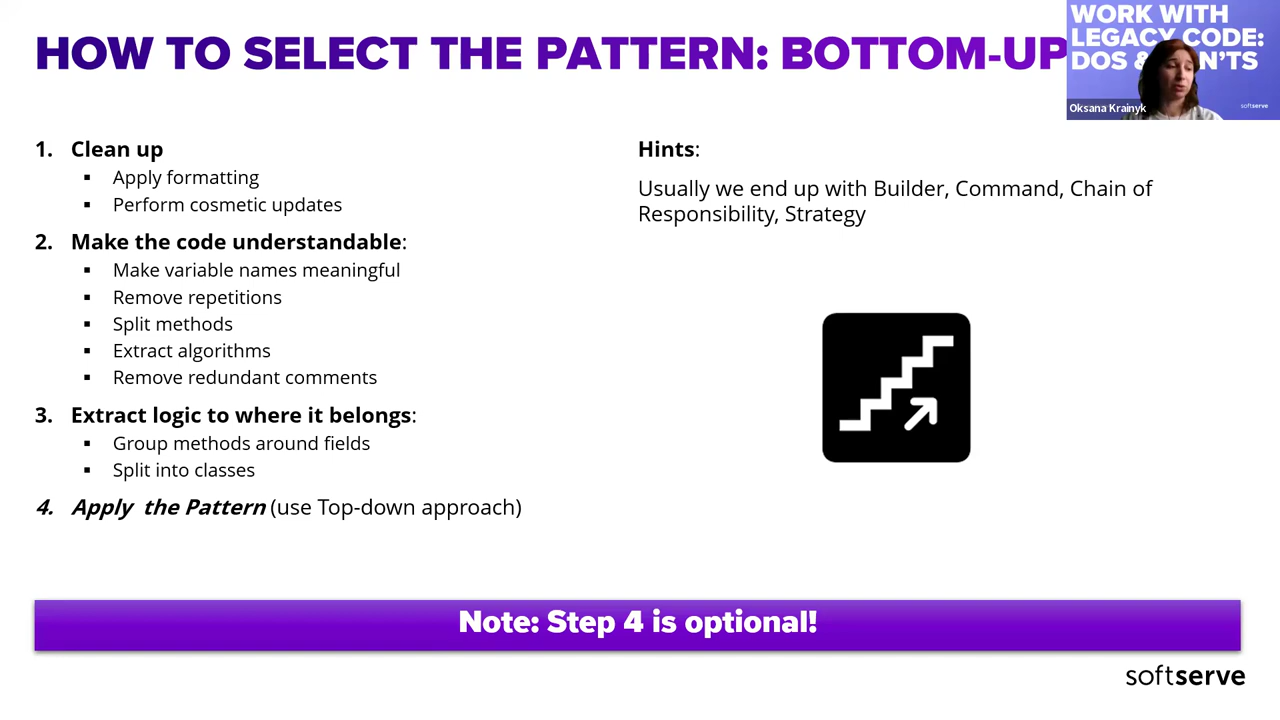 HOW TO SELECT THE PATTERN: BOTTOM-UP
WORK WITH
LEGACY CODE:
DOS & N'TS
Oksana Krainyk
softserve
1. Clean up
▪ Apply formatting
▪ Perform cosmetic updates
2. Make the code understandable:
▪ Make variable names meaningful
▪ Remove repetitions
▪ Split methods
▪ Extract algorithms
▪ Remove redundant comments
3. Extract logic to where it belongs:
▪ Group methods around fields
▪ Split into classes
4. Apply the Pattern (use Top-down approach)
Hints:
Usually we end up with Builder, Command, Chain of
Responsibility, Strategy
Note: Step 4 is optional!
softserve